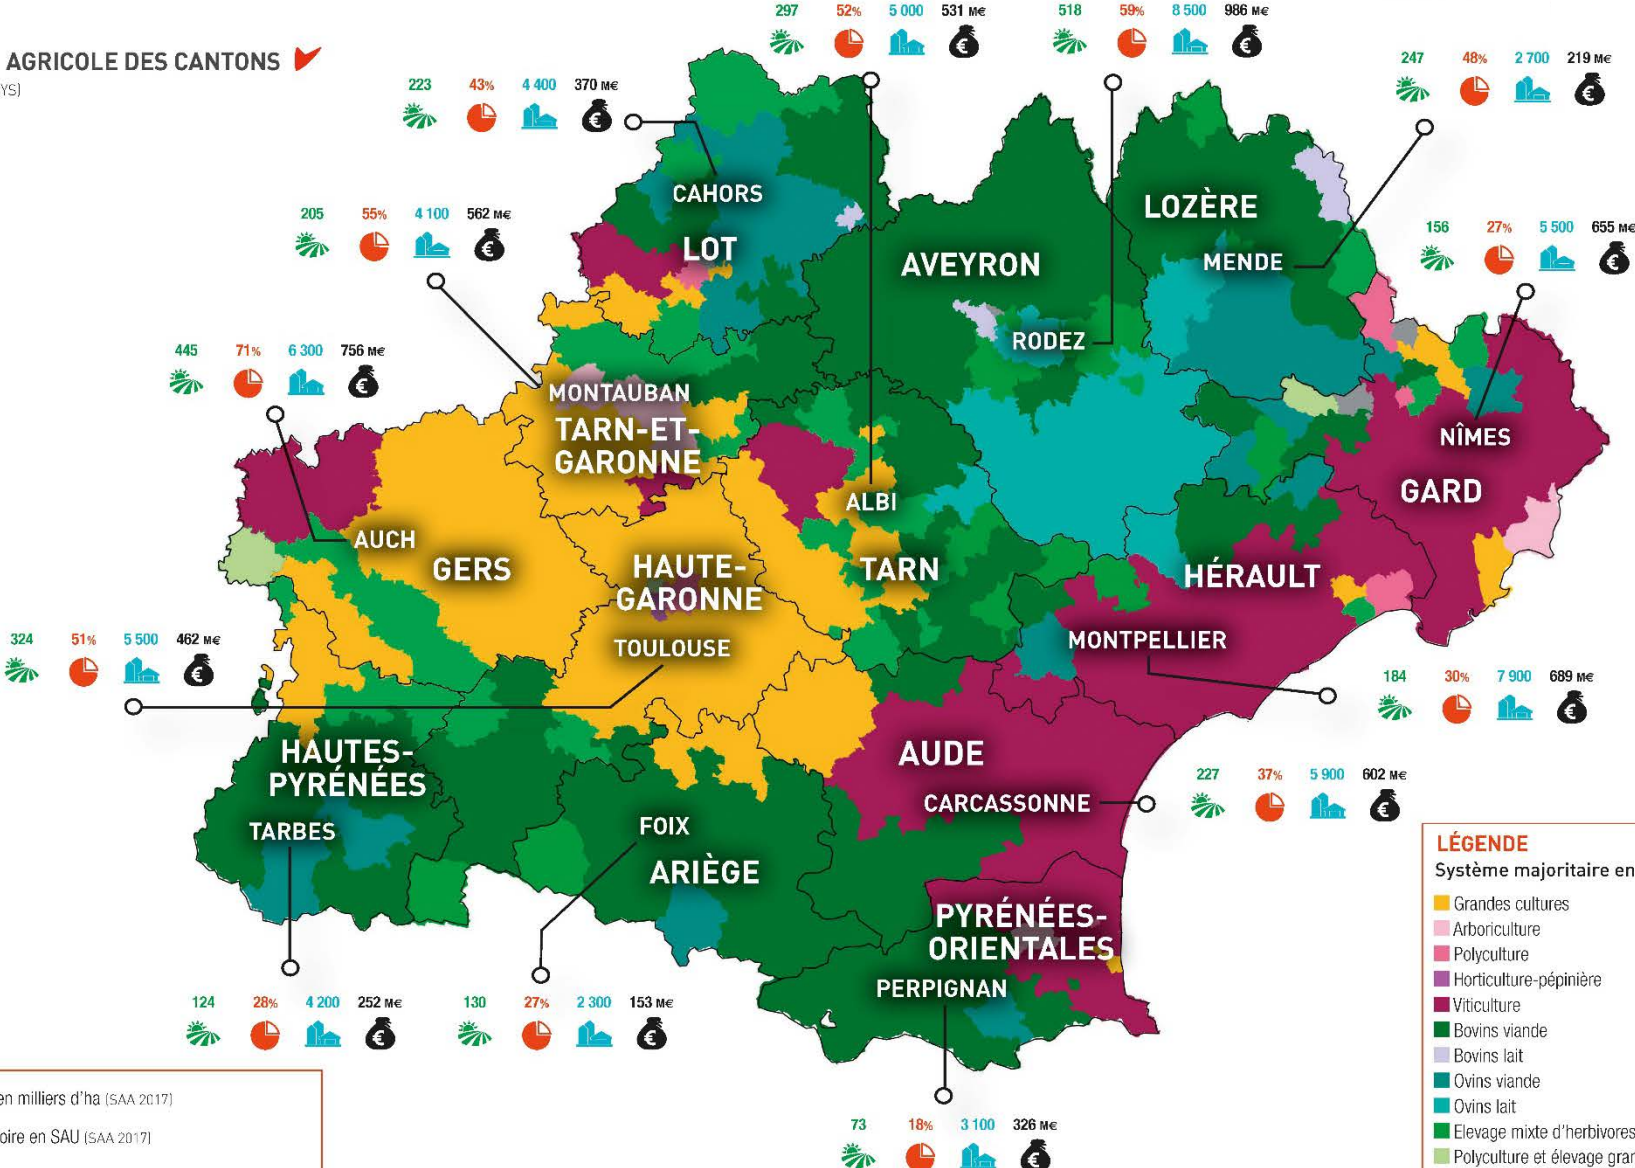 AGRICOLE DES CANTONS
YS)
297 52% 5 000 531 M€
518 59% 8 500 986 M€
247 48% 2 700 219 M€
223 43% 4 400 370 M€
205 55% 4 100 562 M€
156 27% 5 500 655 M€
445 71% 6 300 756 M€
324 51% 5 500 462 M€
184 30% 7 900 689 M€
227 37% 5 900 602 M€
124 28% 4 200 252 M€
130 27% 2 300 153 M€
73 18% 3 100 326 M€
CAHORS
LOT
AVEYRON
RODEZ
LOZÈRE
MENDE
MONTAUBAN
TARN-ET-
GARONNE
ALBI
TARN
NÎMES
GARD
AUCH
GERS
HAUTE-
GARONNE
TOULOUSE
HÉRAULT
MONTPELLIER
HAUTES-
PYRÉNÉES
TARBES
FOIX
ARIÈGE
AUDE
CARCASSONNE
PYRÉNÉES-
ORIENTALES
PERPIGNAN
LÉGENDE
Système majoritaire en
Grandes cultures
Arboriculture
Polyculture
Horticulture-pépinière
Viticulture
Bovins viande
Bovins lait
Ovins viande
Ovins lait
Elevage mixte d'herbivores
Polyculture et élevage gran
en milliers d'ha (SAA 2017)
oire en SAU (SAA 2017)